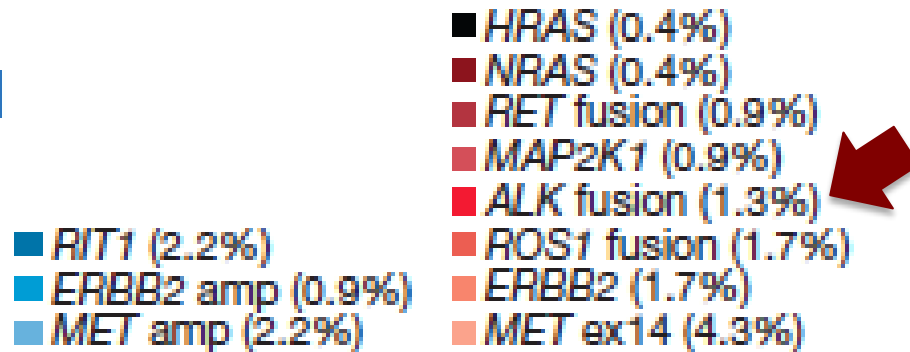 HRAS (0.4%)
NRAS (0.4%)
RET fusion (0.9%)
MAP2K1 (0.9%)
ALK fusion (1.3%)
ROS1 fusion (1.7%)
ERBB2 (1.7%)
MET ex14 (4.3%)
RIT1 (2.2%)
ERBB2 amp (0.9%)
MET amp (2.2%)